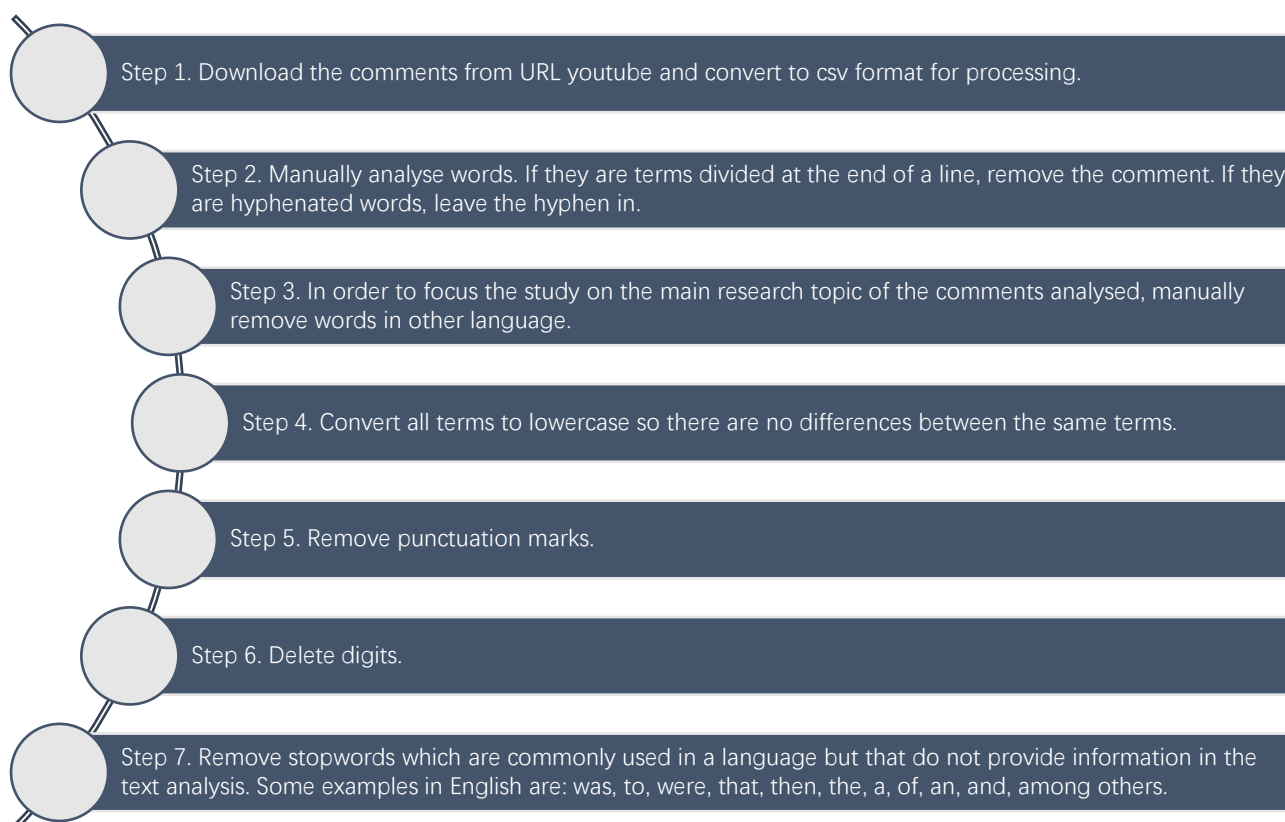 Step 1. Download the comments from URL youtube and convert to csv format for processing.
Step 2. Manually analyse words. If they are terms divided at the end of a line, remove the comment. If they
are hyphenated words, leave the hyphen in.
Step 3. In order to focus the study on the main research topic of the comments analysed, manually
remove words in other language.
Step 4. Convert all terms to lowercase so there are no differences between the same terms.
Step 5. Remove punctuation marks.
Step 6. Delete digits.
Step 7. Remove stopwords which are commonly used in a language but that do not provide information in the
text analysis. Some examples in English are: was, to, were, that, then, the, a, of, an, and, among others.